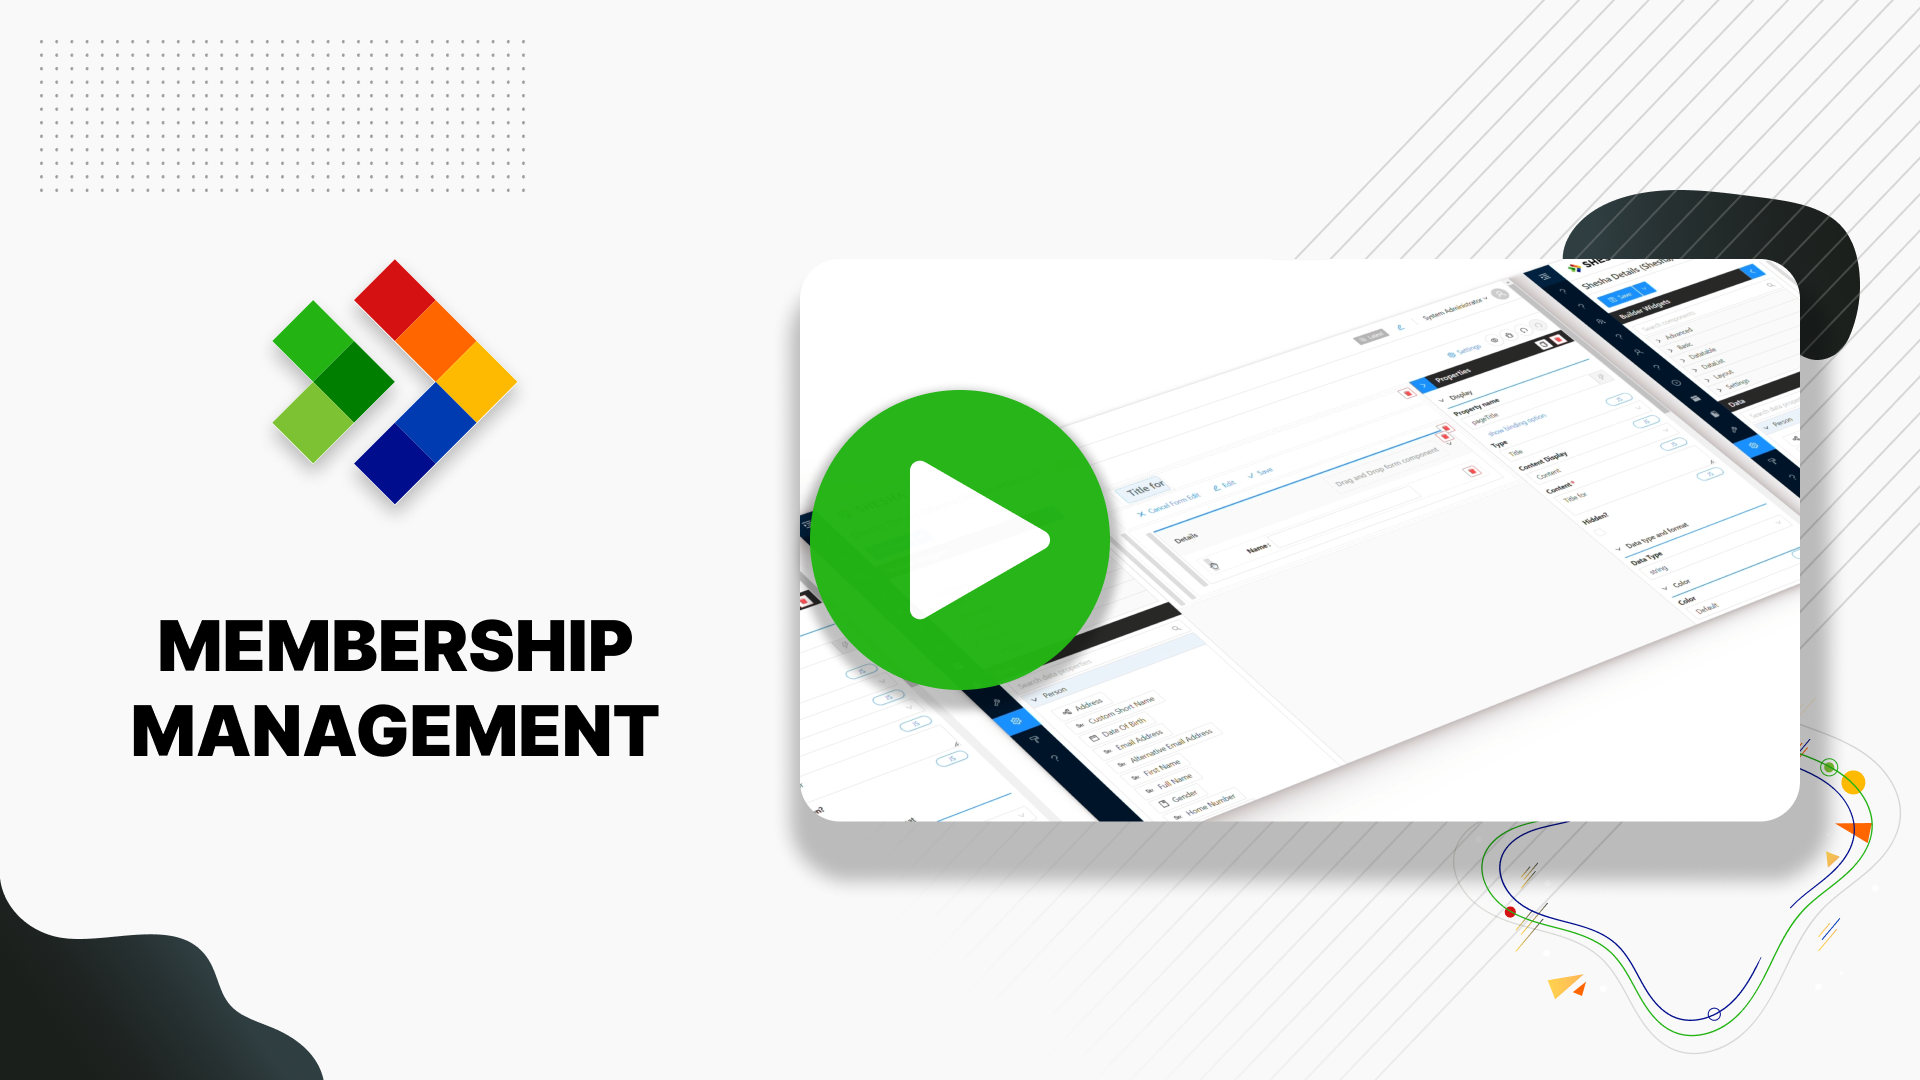 MEMBERSHIP
MANAGEMENT
System Administrator
Settings
Properties
Display
Property name
pageTitle
show binding option
Type
Title
Content Display
Content
Content*
Title for
Hidden?
Data type and format
Data Type
string
Color
Color
Default
Title for
Cancel Form Edit
Edit
Save
Drag and Drop form component
Details
Name:
Search data properties
Person
Address
Custom Short Name
Date Of Birth
Email Address
Alternative Email Address
First Name
Full Name
Gender
Home Number
Shesha Details (Shesha
Save
Builder Widgets
Search components
Advanced
Basic
Datatable
DataList
Layout
Settings
Data
Person